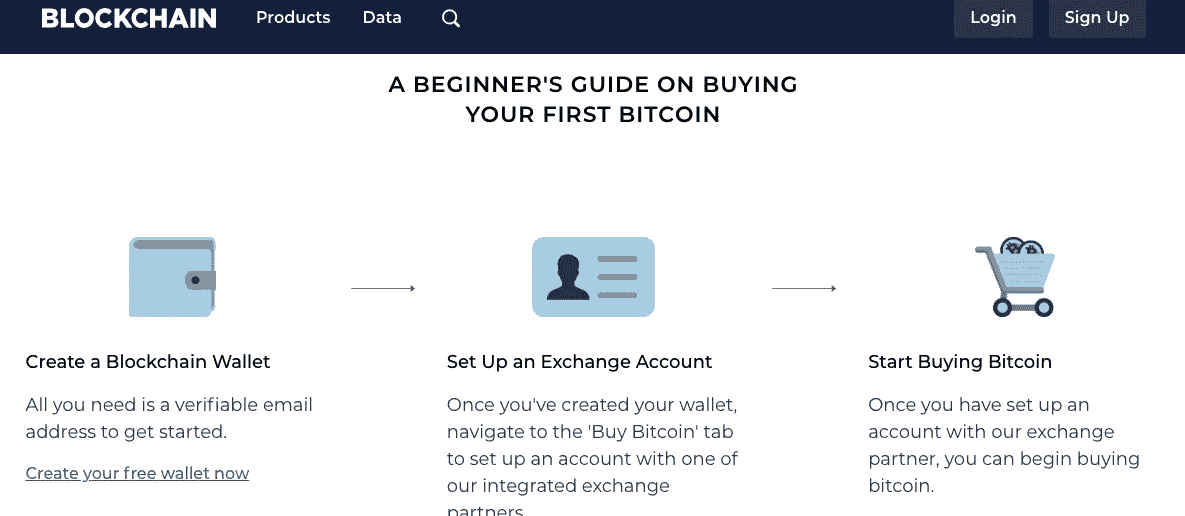 BLOCKCHAIN Products Data Login Sign Up
A BEGINNER'S GUIDE ON BUYING
YOUR FIRST BITCOIN
Create a Blockchain Wallet
All you need is a verifiable email
address to get started.
Create your free wallet now
Set Up an Exchange Account
Once you've created your wallet,
navigate to the 'Buy Bitcoin' tab
to set up an account with one of
our integrated exchange
partners
Start Buying Bitcoin
Once you have set up an
account with our exchange
partner, you can begin buying
bitcoin.